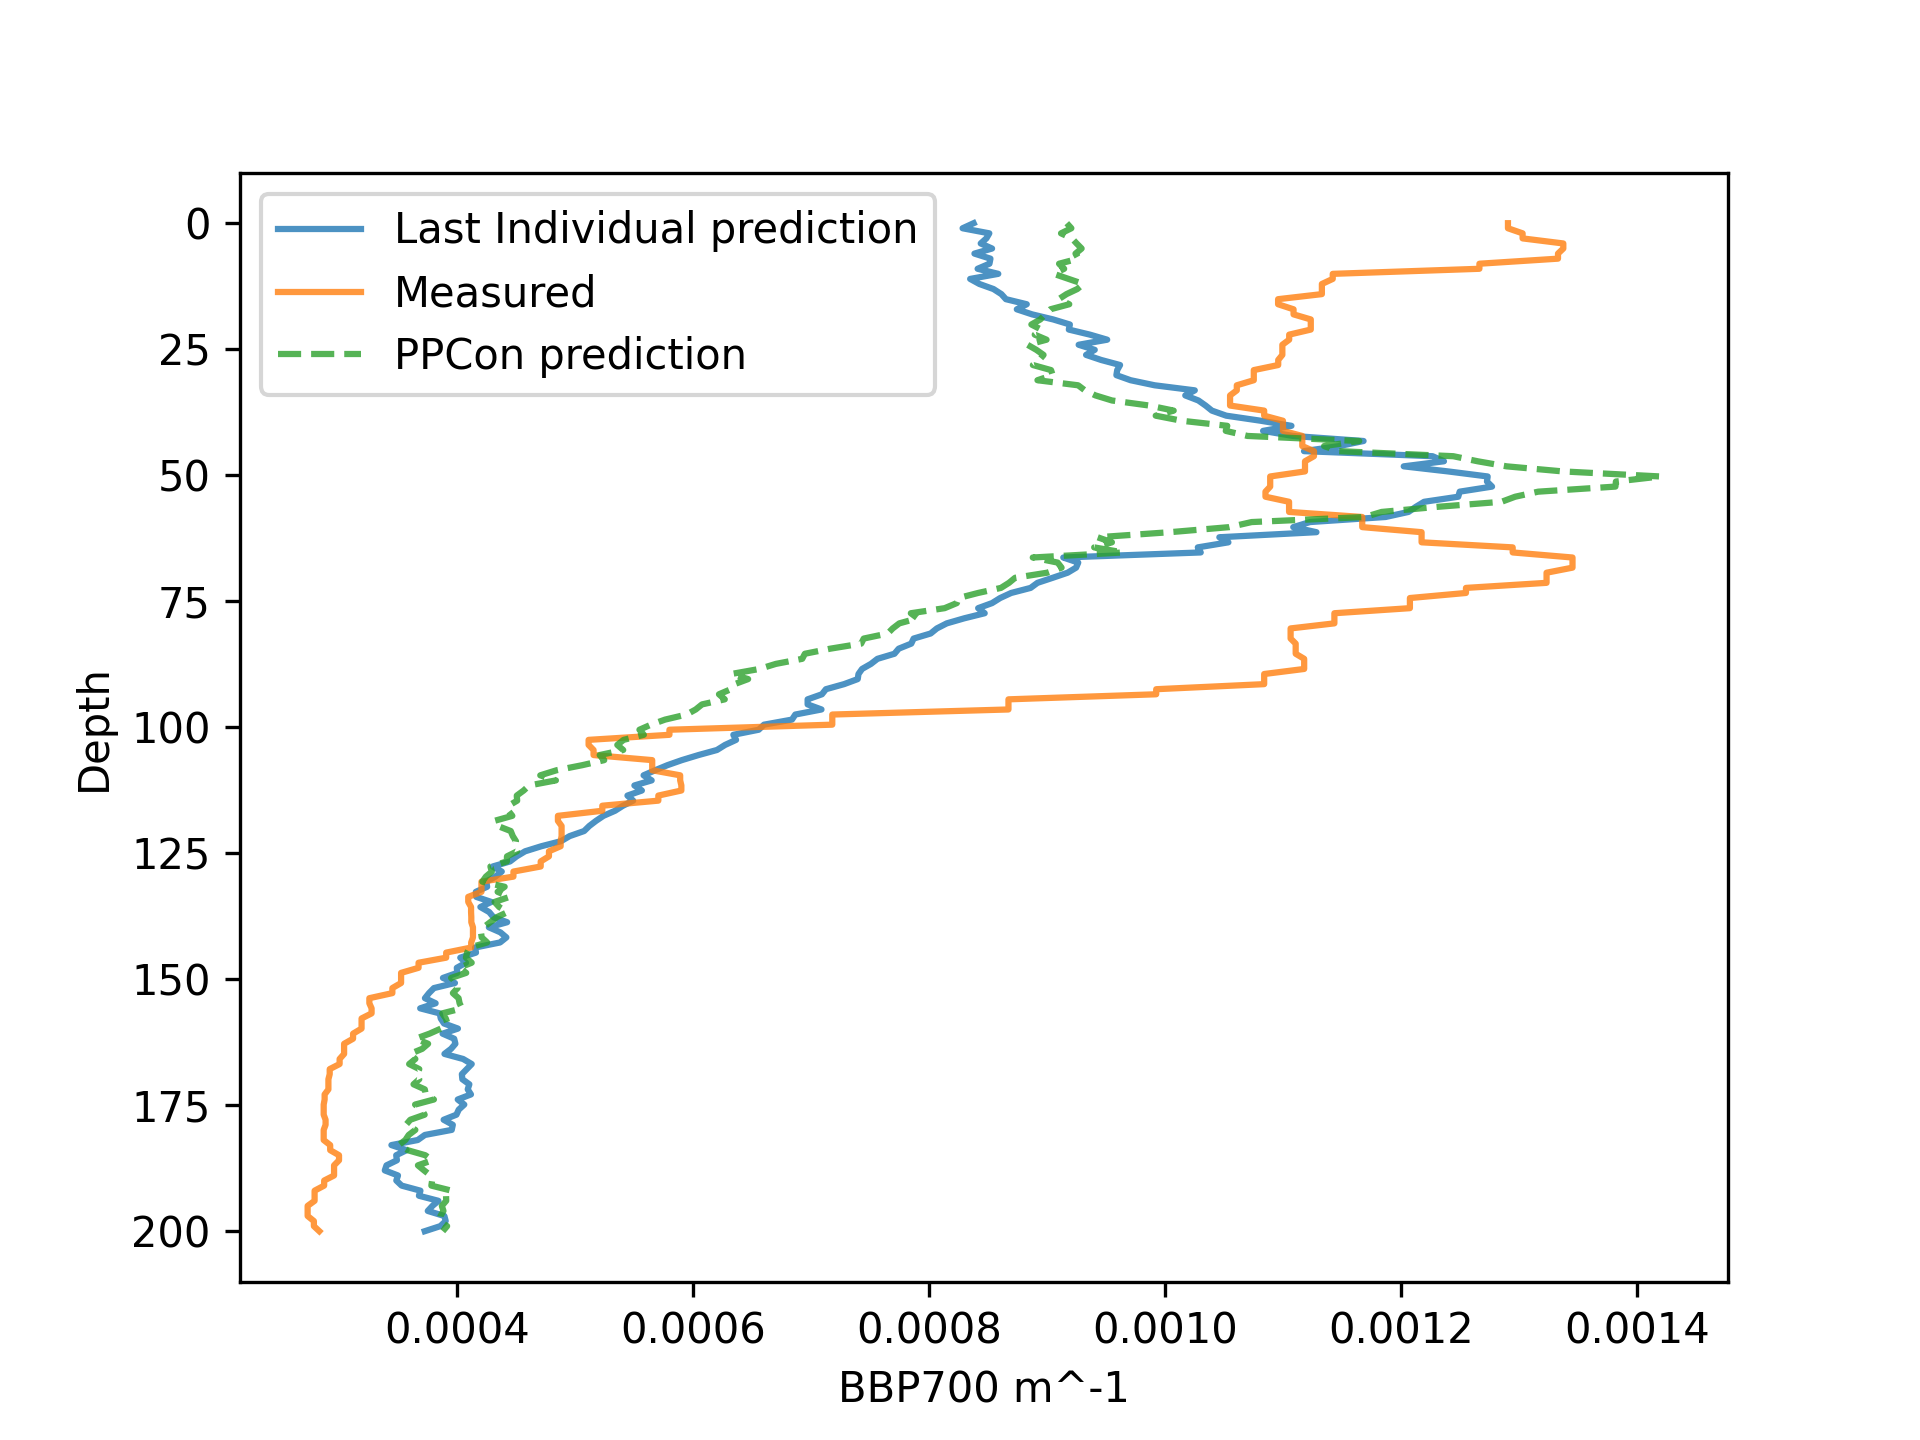 Last Individual prediction
Measured
PPCon prediction
0
25
50
75
100
125
150
175
200
Depth
0.0004 0.0006 0.0008 0.0010 0.0012 0.0014
BBP700 m^-1